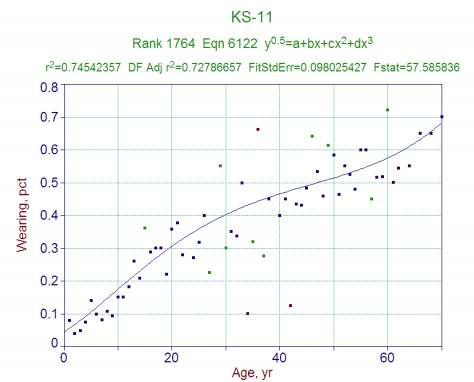 KS-11
Rank 1764 Eqn 6122 y^0.5=a+bx+cx^2+dx^3
r^2=0.74542357 DF Adj r^2=0.72786657 FitStdErr=0.098025427 Fstat=57.585836
0.8
0.7
0.6
0.5
0.4
0.3
0.2
0.1
0
Wearing, pct
0
20
40
60
Age, yr